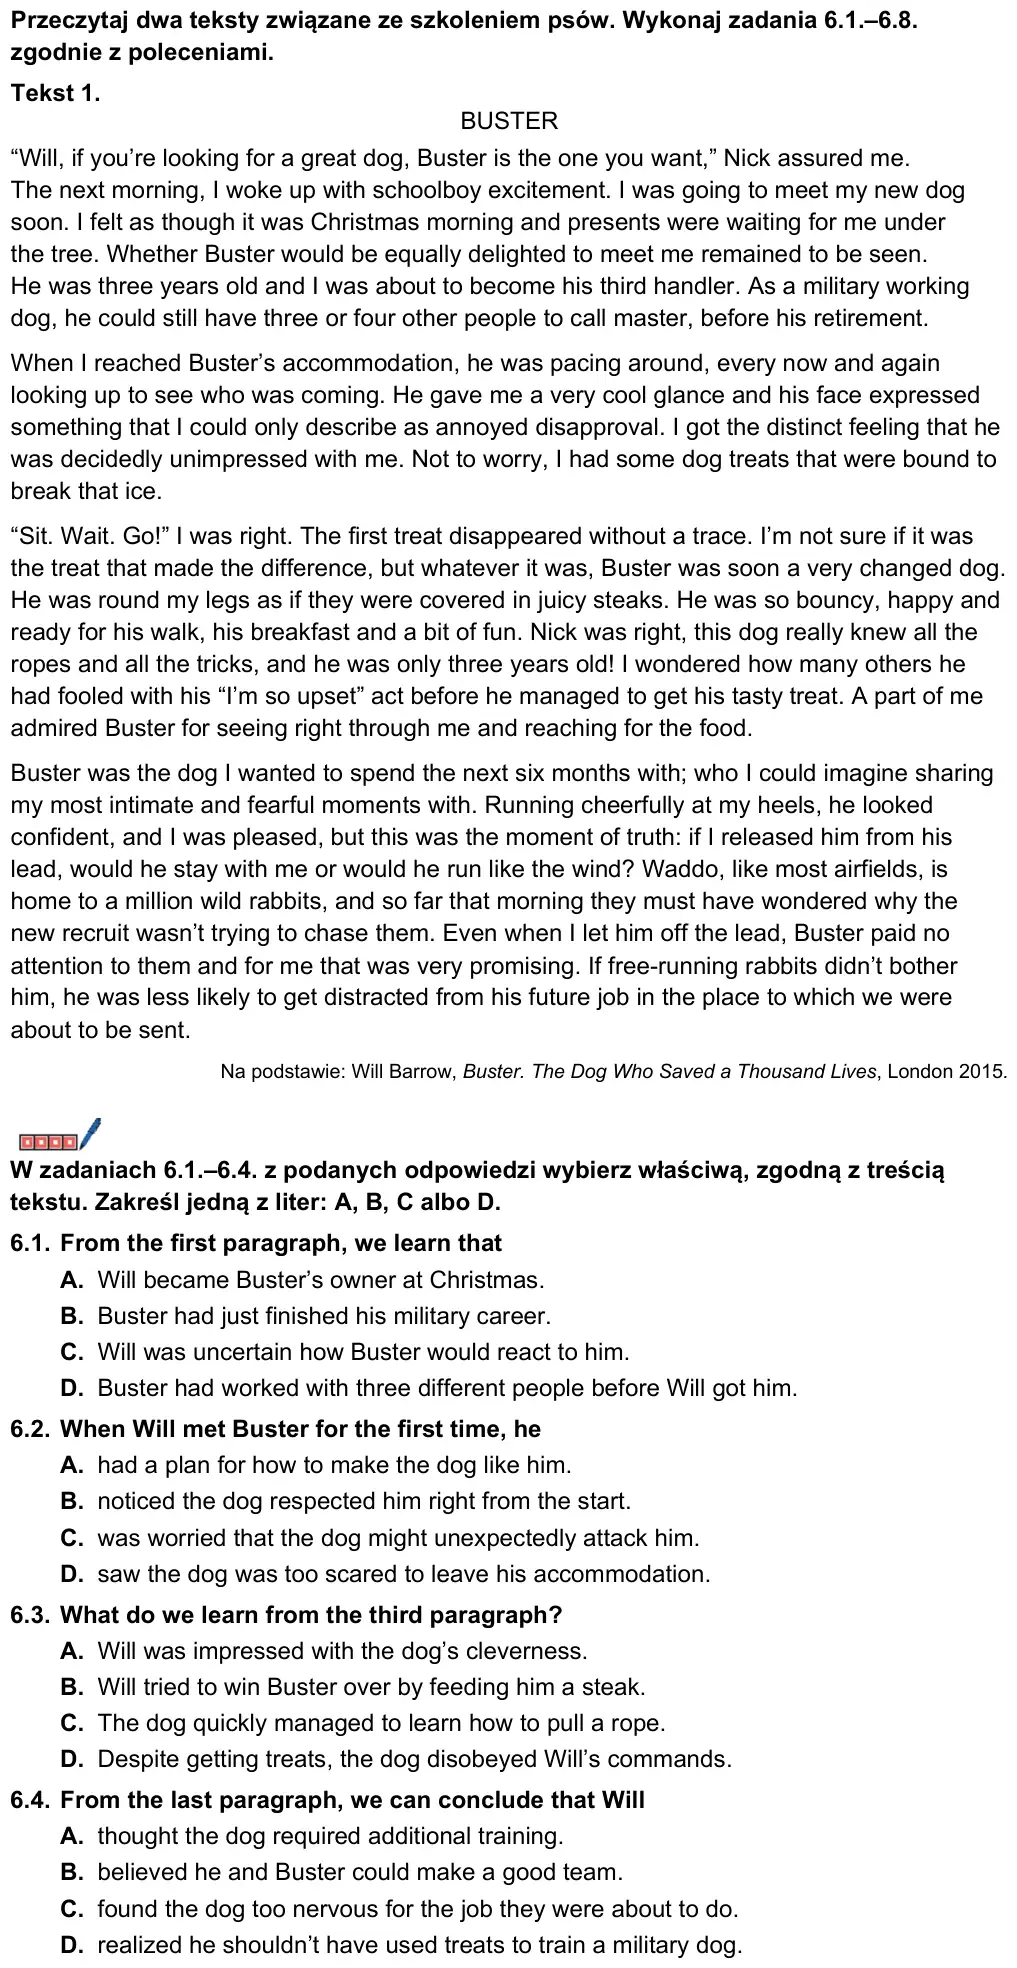 Przeczytaj dwa teksty związane ze szkoleniem psów. Wykonaj zadania 6.1.–6.8.
zgodnie z poleceniami.
Tekst 1.
BUSTER
“Will, if you’re looking for a great dog, Buster is the one you want,” Nick assured me.
The next morning, I woke up with schoolboy excitement. I was going to meet my new dog
soon. I felt as though it was Christmas morning and presents were waiting for me under
the tree. Whether Buster would be equally delighted to meet me remained to be seen.
He was three years old and I was about to become his third handler. As a military working
dog, he could still have three or four other people to call master, before his retirement.
When I reached Buster’s accommodation, he was pacing around, every now and again
looking up to see who was coming. He gave me a very cool glance and his face expressed
something that I could only describe as annoyed disapproval. I got the distinct feeling that he
was decidedly unimpressed with me. Not to worry, I had some dog treats that were bound to
break that ice.
“Sit. Wait. Go!” I was right. The first treat disappeared without a trace. I’m not sure if it was
the treat that made the difference, but whatever it was, Buster was soon a very changed dog.
He was round my legs as if they were covered in juicy steaks. He was so bouncy, happy and
ready for his walk, his breakfast and a bit of fun. Nick was right, this dog really knew all the
ropes and all the tricks, and he was only three years old! I wondered how many others he
had fooled with his “I’m so upset” act before he managed to get his tasty treat. A part of me
admired Buster for seeing right through me and reaching for the food.
Buster was the dog I wanted to spend the next six months with; who I could imagine sharing
my most intimate and fearful moments with. Running cheerfully at my heels, he looked
confident, and I was pleased, but this was the moment of truth: if I released him from his
lead, would he stay with me or would he run like the wind? Waddo, like most airfields, is
home to a million wild rabbits, and so far that morning they must have wondered why the
new recruit wasn’t trying to chase them. Even when I let him off the lead, Buster paid no
attention to them and for me that was very promising. If free-running rabbits didn’t bother
him, he was less likely to get distracted from his future job in the place to which we were
about to be sent.
Na podstawie: Will Barrow, Buster. The Dog Who Saved a Thousand Lives, London 2015.
W zadaniach 6.1.–6.4. z podanych odpowiedzi wybierz właściwą, zgodną z treścią
tekstu. Zakreśl jedną z liter: A, B, C albo D.
6.1. From the first paragraph, we learn that
A. Will became Buster’s owner at Christmas.
B. Buster had just finished his military career.
C. Will was uncertain how Buster would react to him.
D. Buster had worked with three different people before Will got him.
6.2. When Will met Buster for the first time, he
A. had a plan for how to make the dog like him.
B. noticed the dog respected him right from the start.
C. was worried that the dog might unexpectedly attack him.
D. saw the dog was too scared to leave his accommodation.
6.3. What do we learn from the third paragraph?
A. Will was impressed with the dog’s cleverness.
B. Will tried to win Buster over by feeding him a steak.
C. The dog quickly managed to learn how to pull a rope.
D. Despite getting treats, the dog disobeyed Will’s commands.
6.4. From the last paragraph, we can conclude that Will
A. thought the dog required additional training.
B. believed he and Buster could make a good team.
C. found the dog too nervous for the job they were about to do.
D. realized he shouldn’t have used treats to train a military dog.